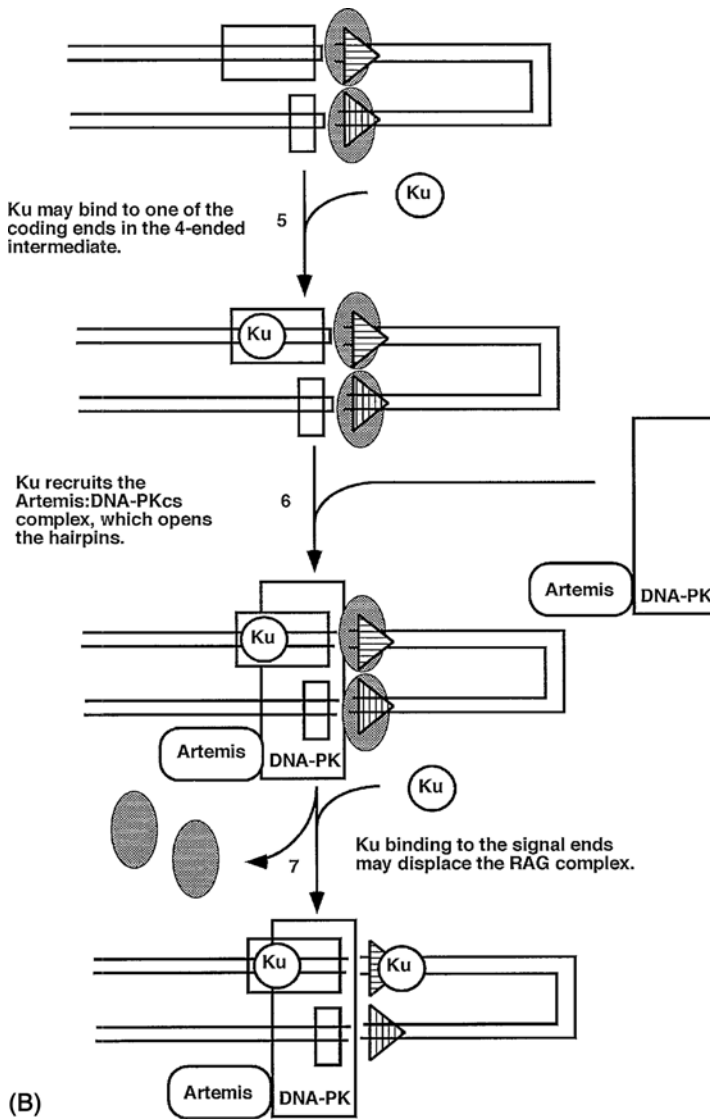 Ku may bind to one of the
coding ends in the 4-ended
intermediate.
5
Ku
Ku
Ku recruits the
Artemis:DNA-PKcs
complex, which opens
the hairpins.
6
Artemis
DNA-PK
Ku
Artemis
DNA-PK
Ku
7
Ku binding to the signal ends
may displace the RAG complex.
Ku
Ku
Artemis
DNA-PK
(B)